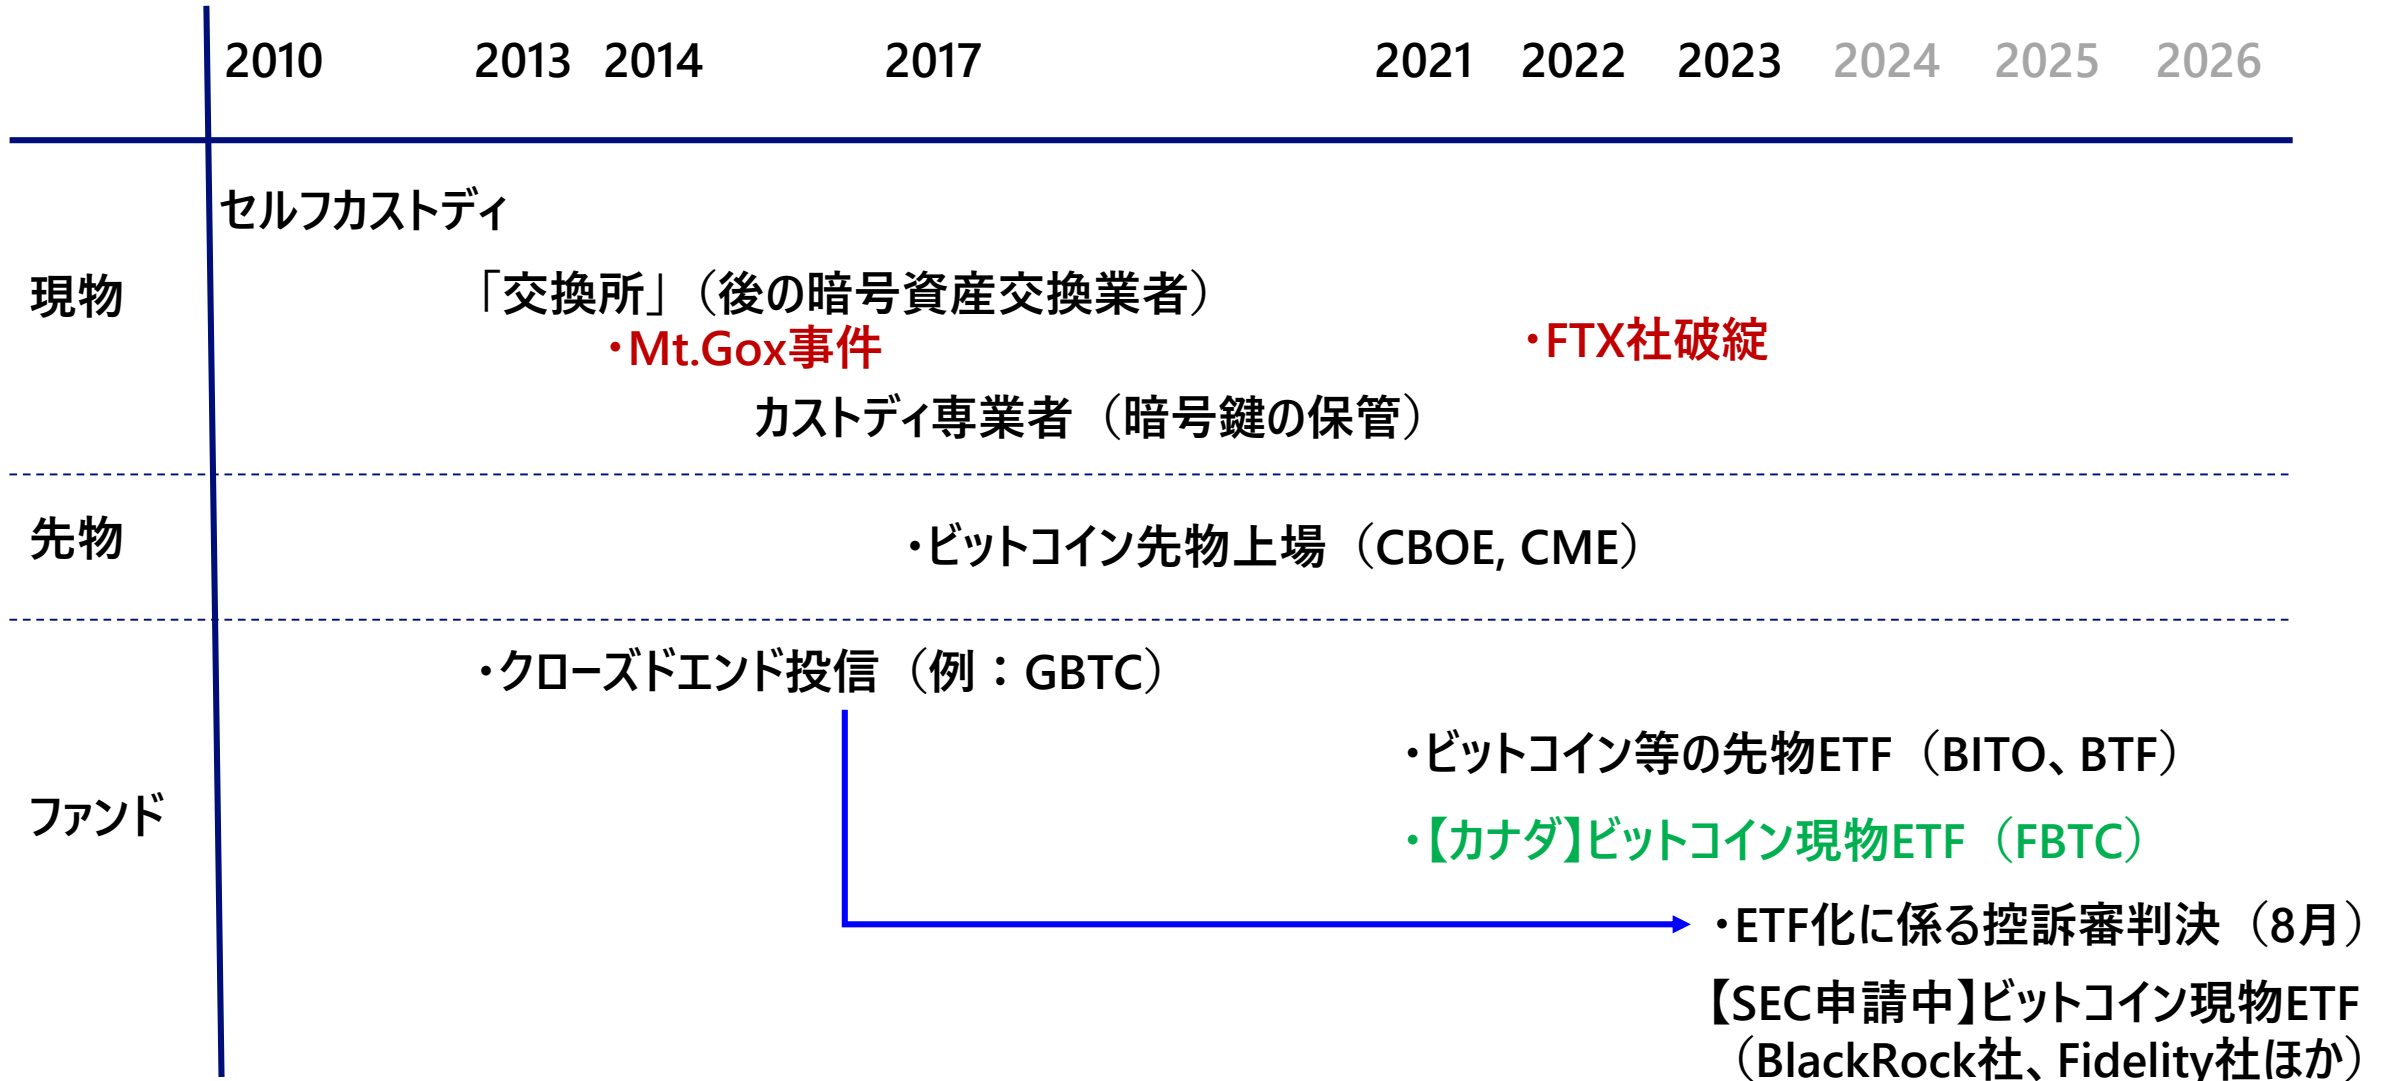 2010 2013 2014 2017 2021 2022 2023 2024 2025 2026
現物
セルフカストディ
「交換所」（後の暗号資産交換業者）
・Mt.Gox事件
・FTX社破綻
カストディ専業者（暗号鍵の保管）
先物
・ビットコイン先物上場（CBOE, CME）
ファンド
・クローズドエンド投信（例：GBTC）
・ビットコイン等の先物ETF（BITO、BTF）
・【カナダ】ビットコイン現物ETF（FBTC）
・ETF化に係る控訴審判決（8月）
【SEC申請中】ビットコイン現物ETF
（BlackRock社、Fidelity社ほか）